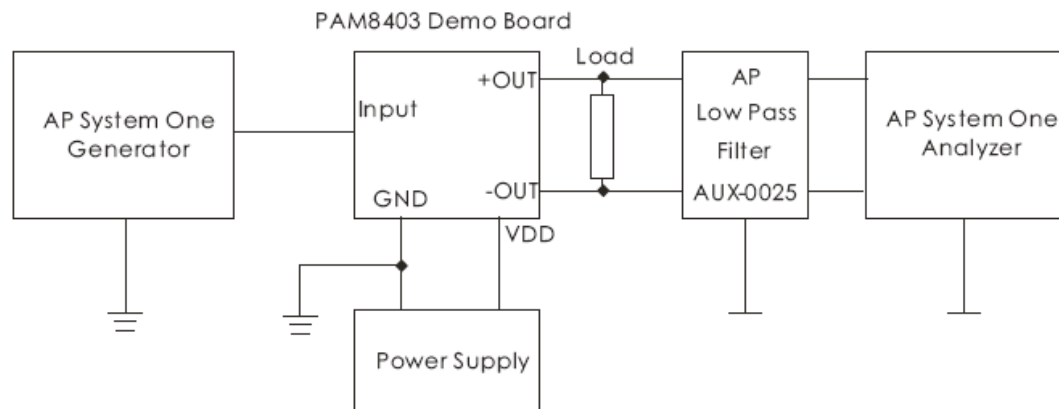 PAM8403 Demo Board
AP System One
Generator
Input
+OUT
-OUT
GND
VDD
Load
AP
Low Pass
Filter
AUX-0025
AP System One
Analyzer
Power Supply